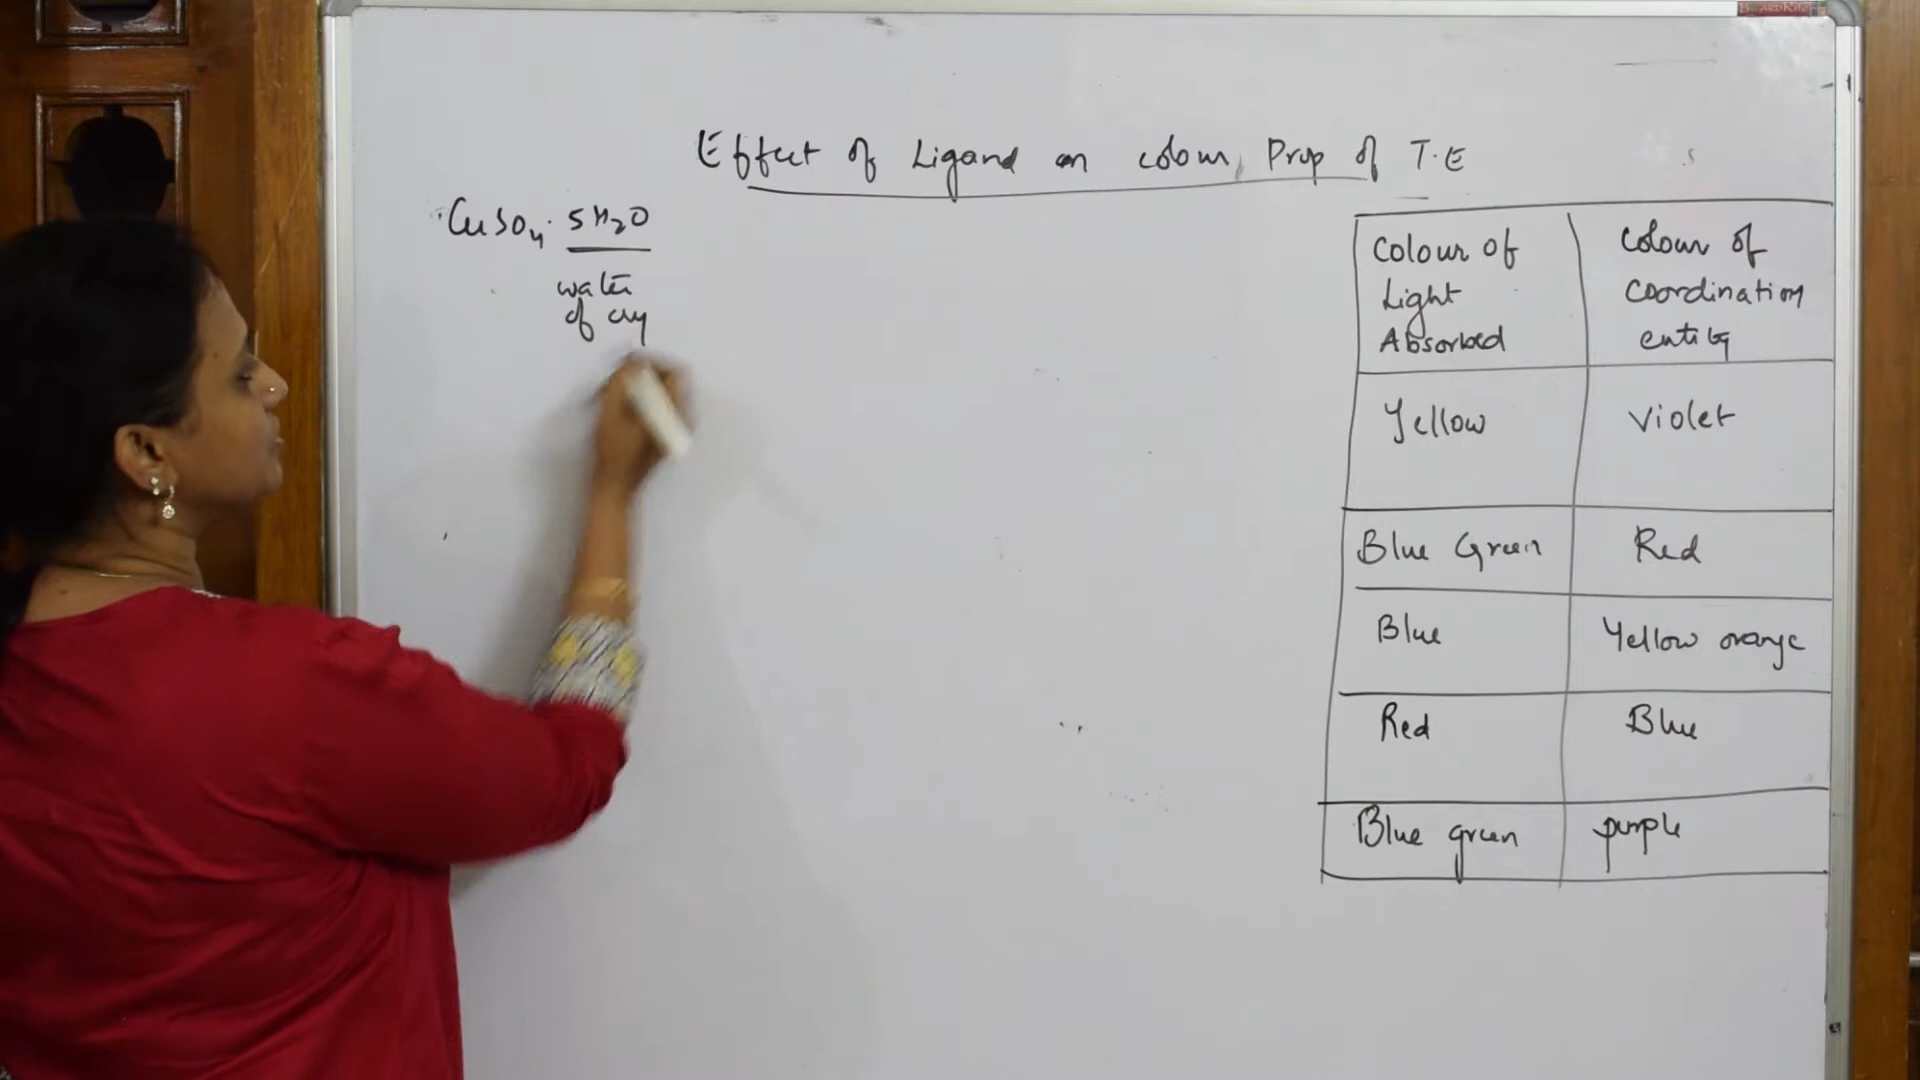 Effect of Ligand on colour Prop of T.E
CuSO4. 5H2O
water
of cry
Colour of
Light
Absorbed
Colour of
Coordination
entity
Yellow
Violet
Blue Green
Red
Blue
Yellow orange
Red
Blue
Blue green
purple